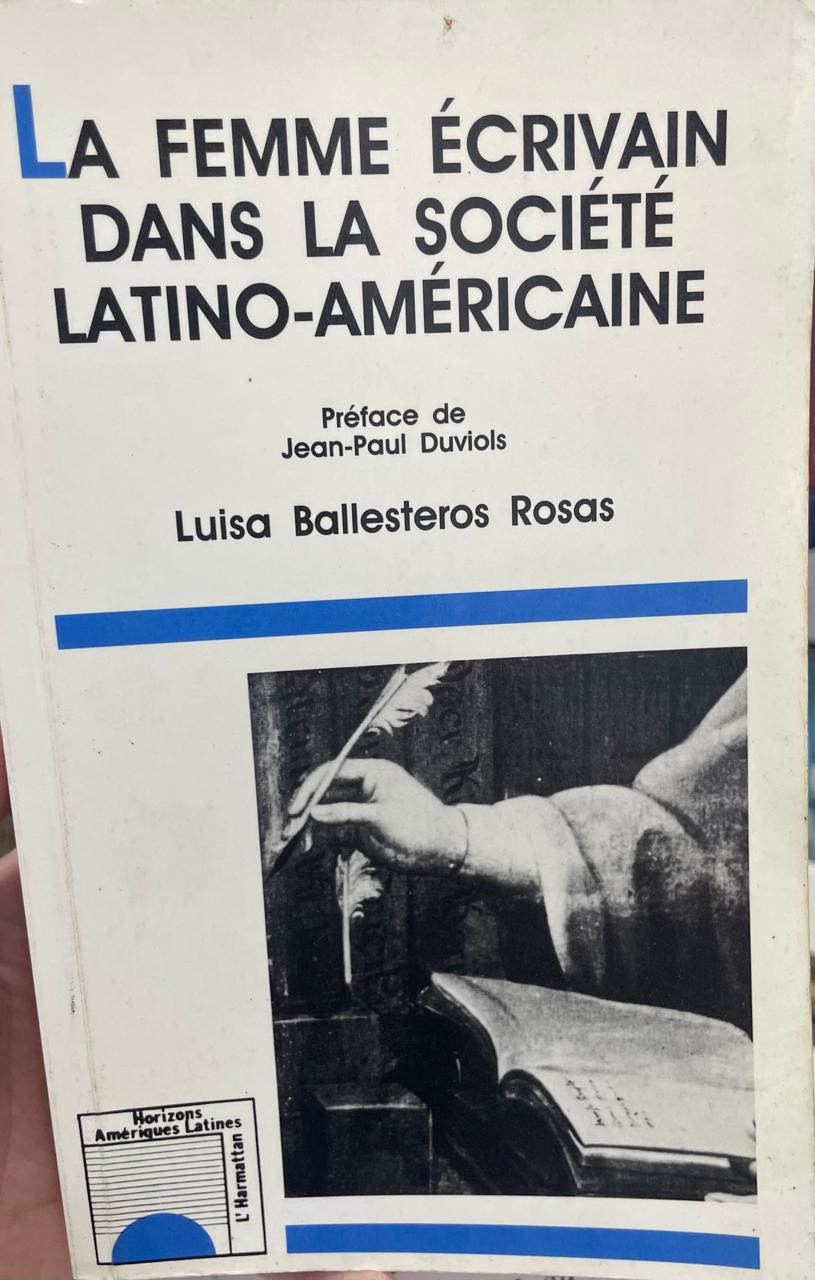 LA FEMME ÉCRIVAIN
DANS LA SOCIÉTÉ
LATINO-AMÉRICAINE
Préface de
Jean-Paul Duviols
Luisa Ballesteros Rosas
Horizons
Amériques Latines
L'Harmattan